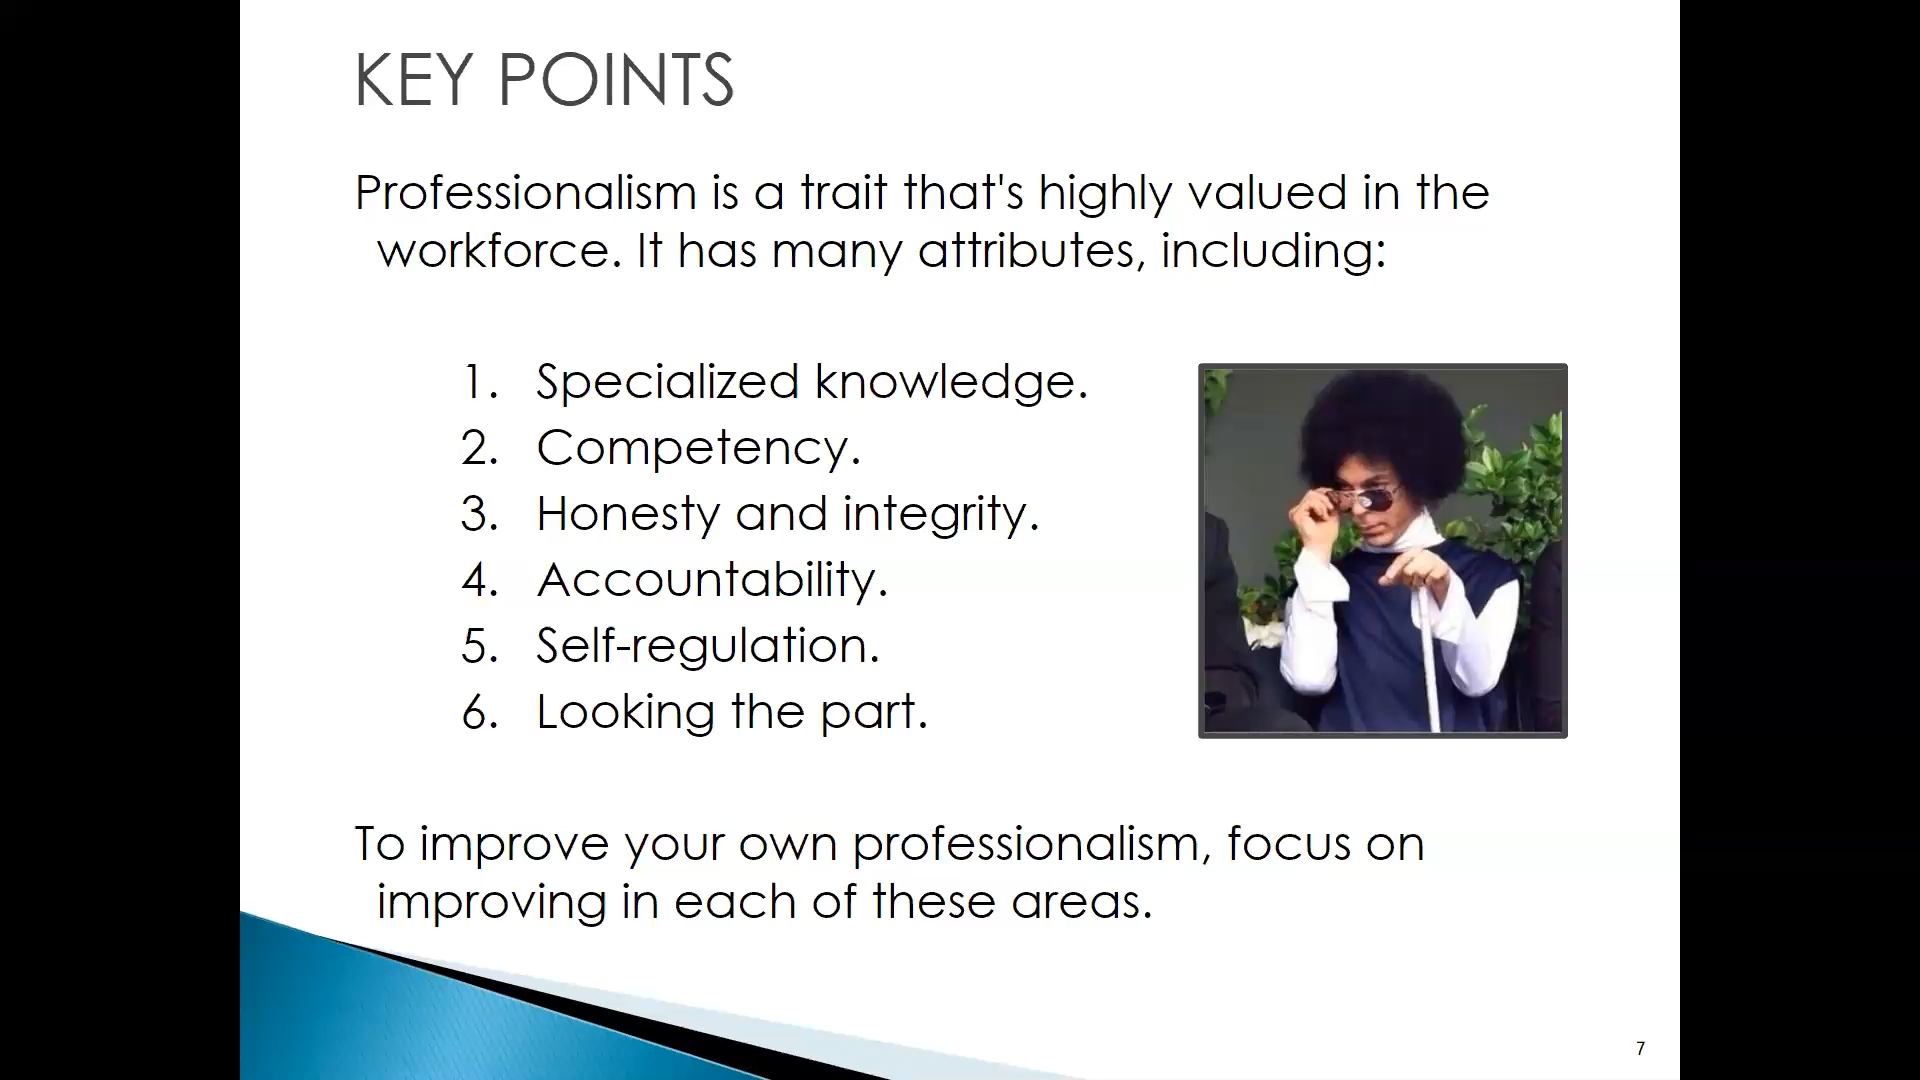 KEY POINTS
Professionalism is a trait that's highly valued in the
workforce. It has many attributes, including:
1. Specialized knowledge.
2. Competency.
3. Honesty and integrity.
4. Accountability.
5. Self-regulation.
6. Looking the part.
To improve your own professionalism, focus on
improving in each of these areas.
7